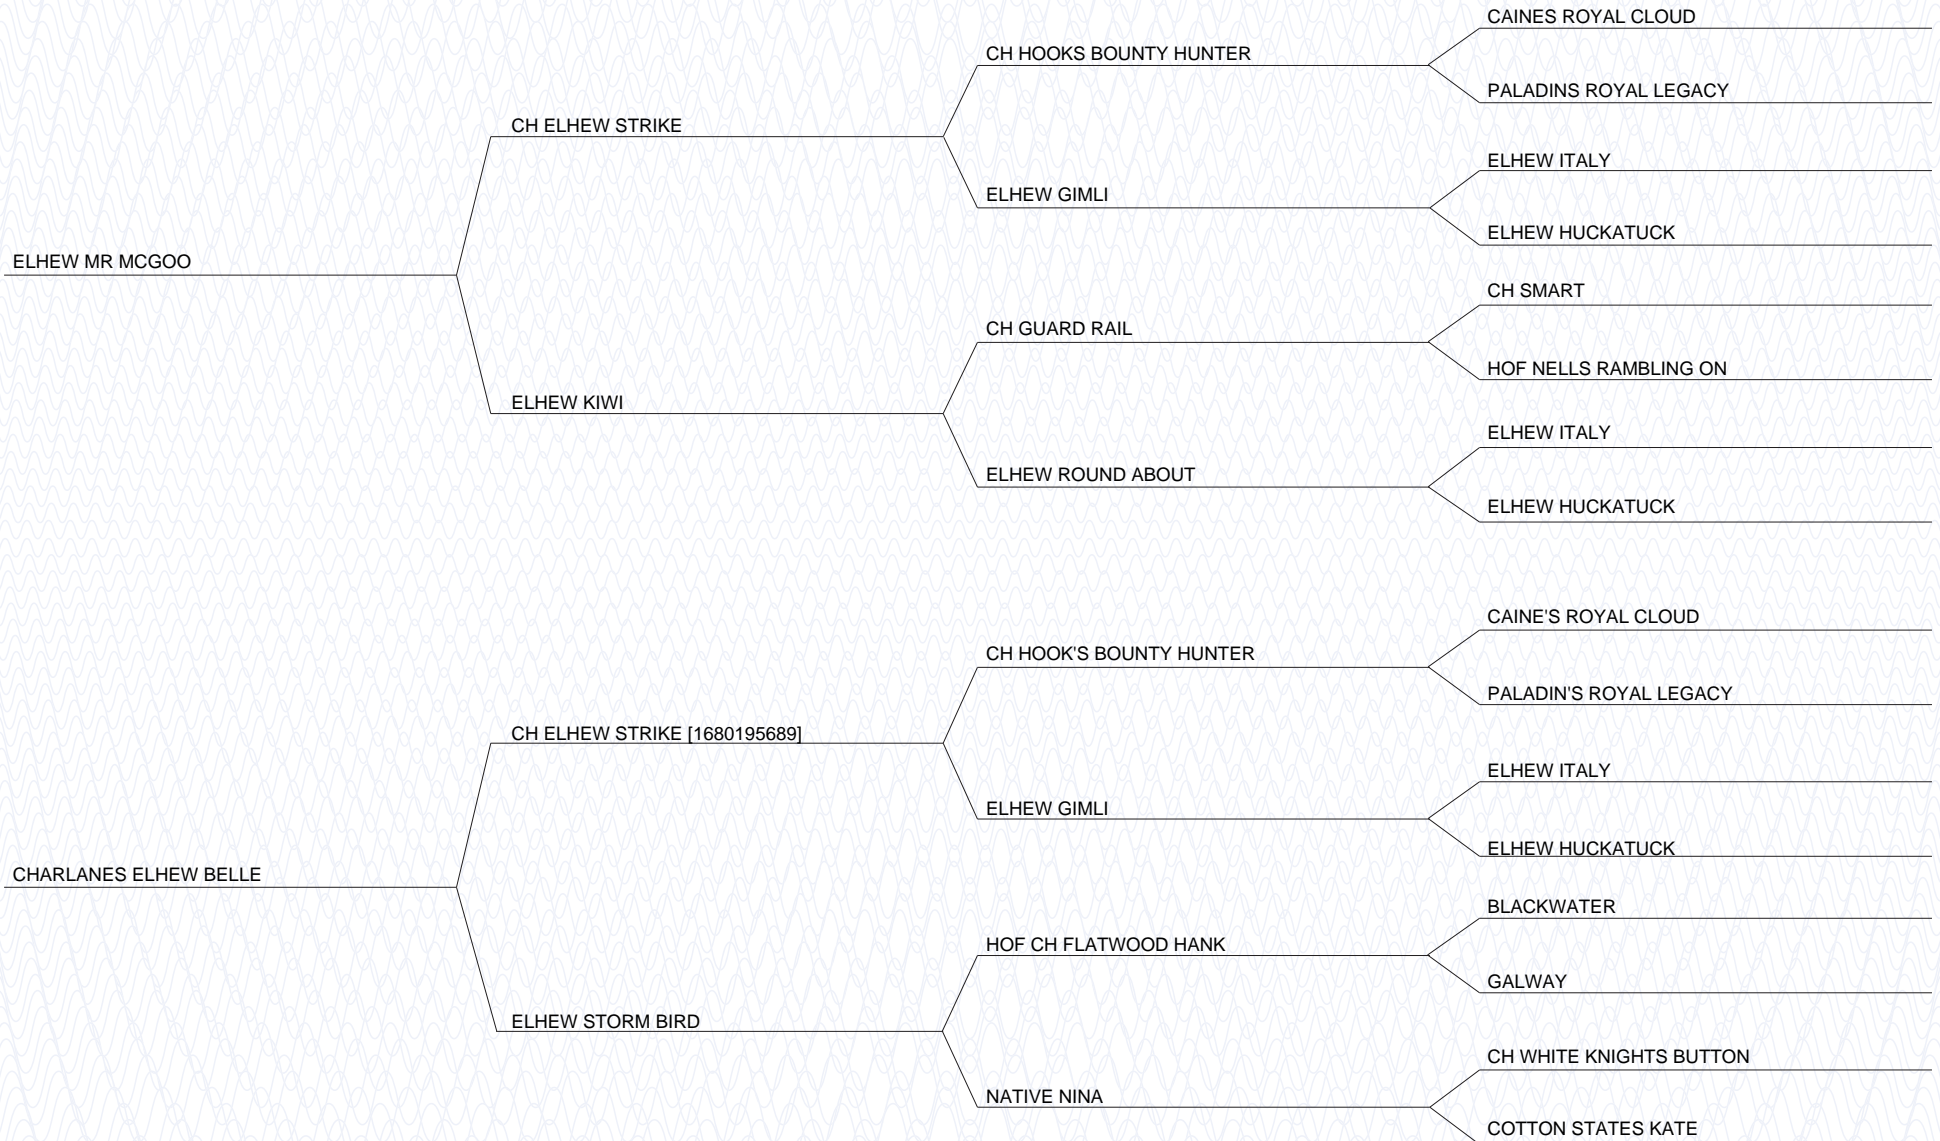 CAINES ROYAL CLOUD
CH HOOKS BOUNTY HUNTER
PALADINS ROYAL LEGACY
CH ELHEW STRIKE
ELHEW ITALY
ELHEW GIMLI
ELHEW HUCKATUCK
ELHEW MR MCGOO
CH SMART
CH GUARD RAIL
HOF NELLS RAMBLING ON
ELHEW KIWI
ELHEW ITALY
ELHEW ROUND ABOUT
ELHEW HUCKATUCK
CAINE'S ROYAL CLOUD
CH HOOK'S BOUNTY HUNTER
PALADIN'S ROYAL LEGACY
CH ELHEW STRIKE [1680195689]
ELHEW ITALY
ELHEW GIMLI
ELHEW HUCKATUCK
CHARLANES ELHEW BELLE
BLACKWATER
HOF CH FLATWOOD HANK
GALWAY
ELHEW STORM BIRD
CH WHITE KNIGHTS BUTTON
NATIVE NINA
COTTON STATES KATE